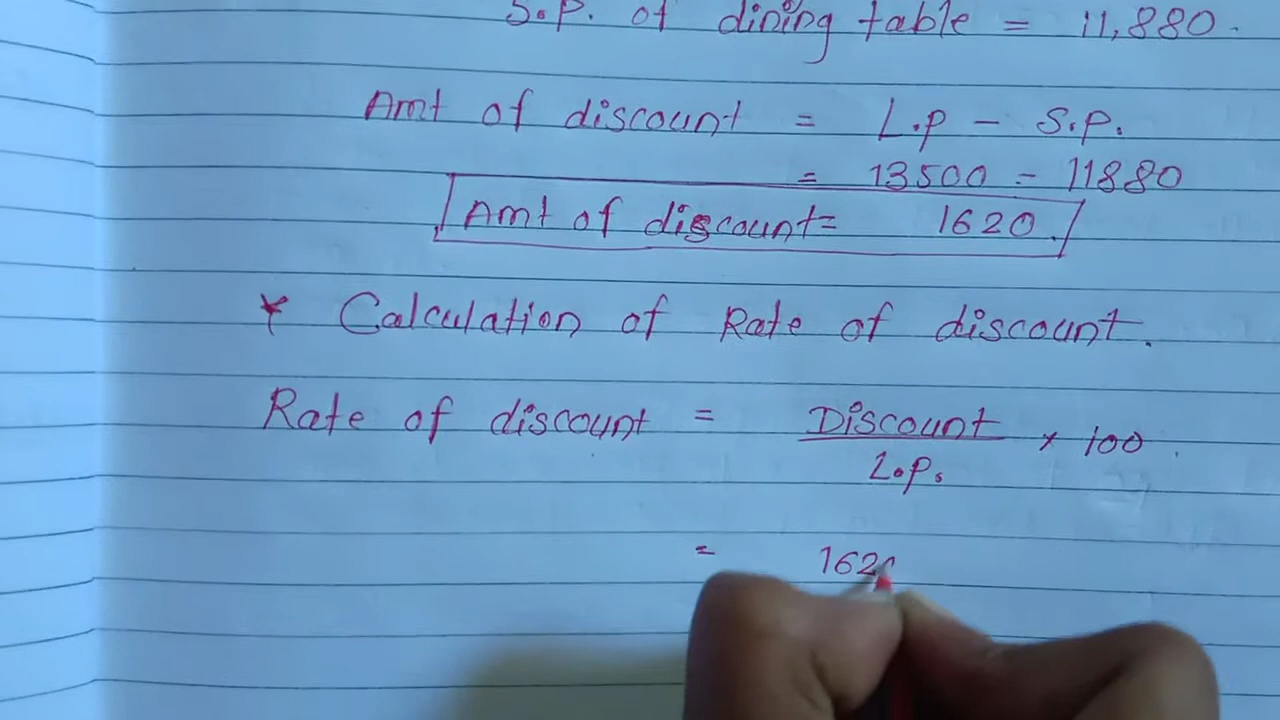 S.P. of dining table = 11,880.
Amt of discount = L.P - S.P.
= 13500 - 11880
Amt of discount = 1620.
* Calculation of Rate of discount.
Rate of discount = Discount / L.P. × 100.
= 1620